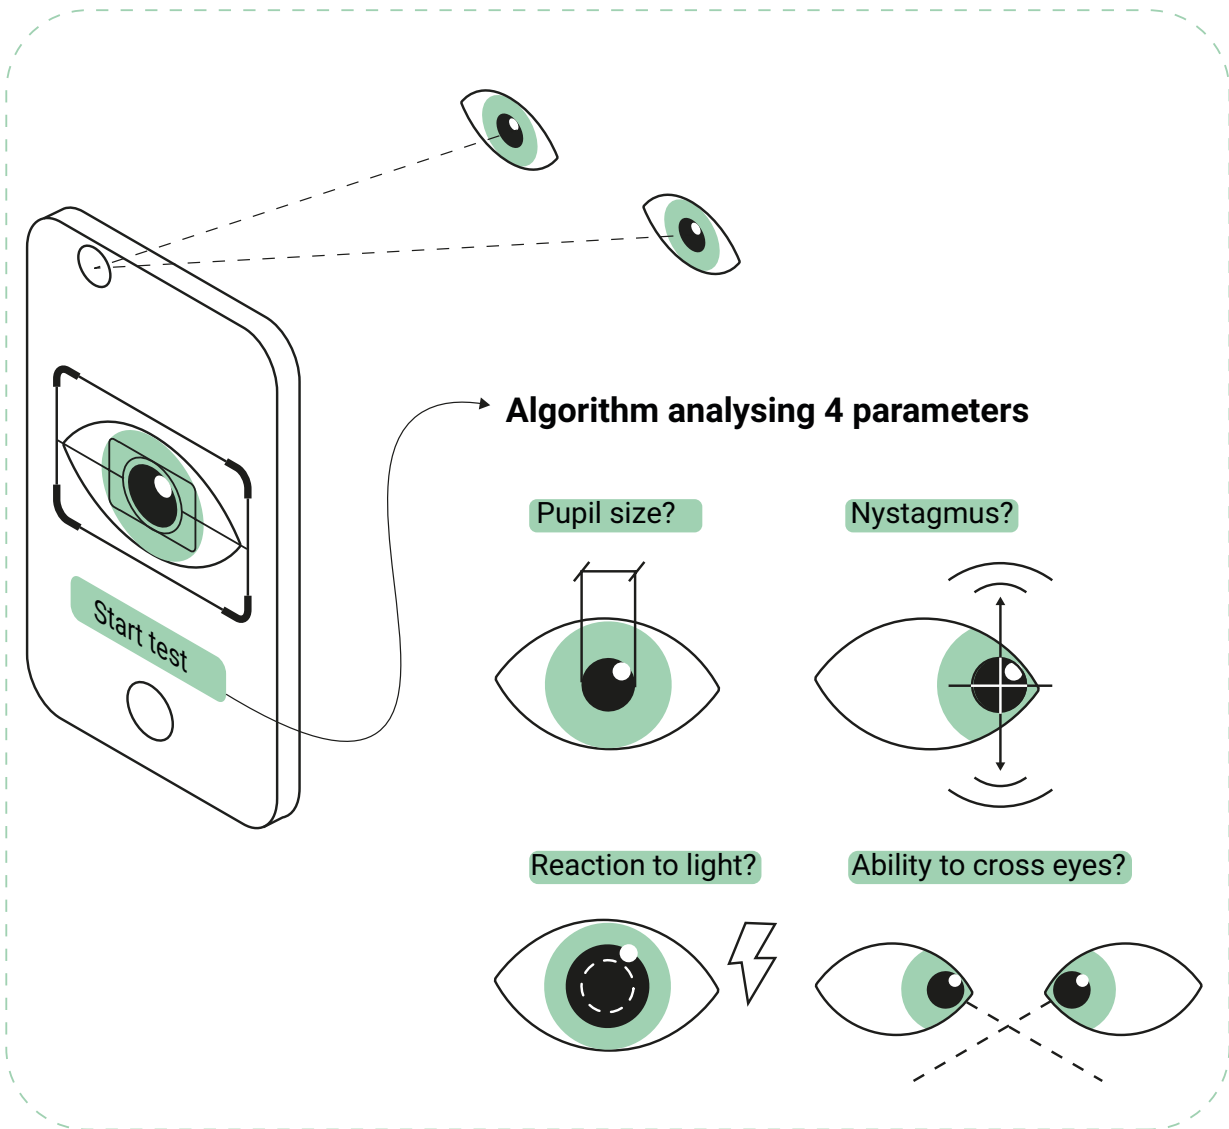 Algorithm analysing 4 parameters
Pupil size?
Nystagmus?
Start test
Reaction to light?
Ability to cross eyes?